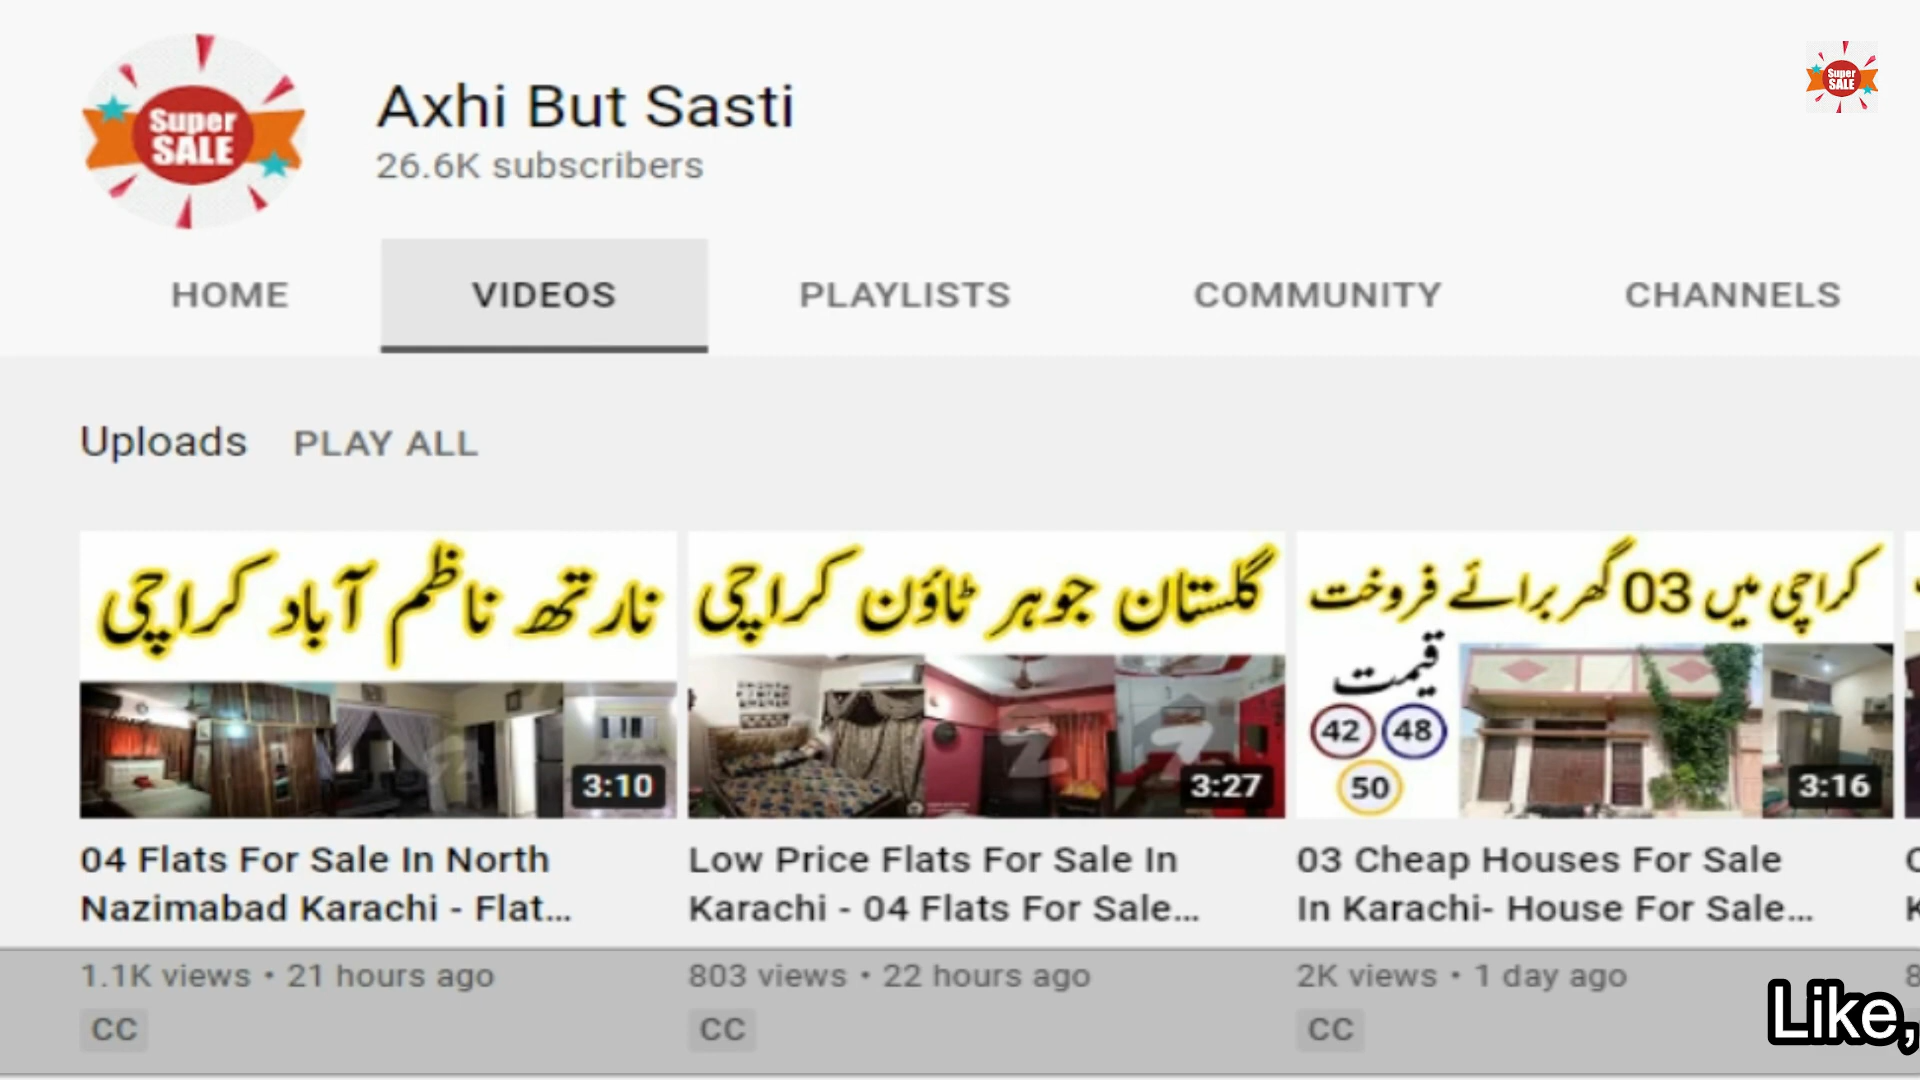 Super
SALE
Axhi But Sasti
26.6K subscribers
Super
SALE
HOME
VIDEOS
PLAYLISTS
COMMUNITY
CHANNELS
Uploads
PLAY ALL
نارتھ ناظم آباد کراچی
3:10
گلستان جوہر ٹاؤن کراچی
3:27
کراچی میں 03 گھر برائے فروخت
قیمت
42
48
50
3:16
04 Flats For Sale In North
Nazimabad Karachi - Flat...
Low Price Flats For Sale In
Karachi - 04 Flats For Sale...
03 Cheap Houses For Sale
In Karachi- House For Sale...
1.1K views • 21 hours ago
803 views • 22 hours ago
2K views • 1 day ago
CC
CC
CC
Like,